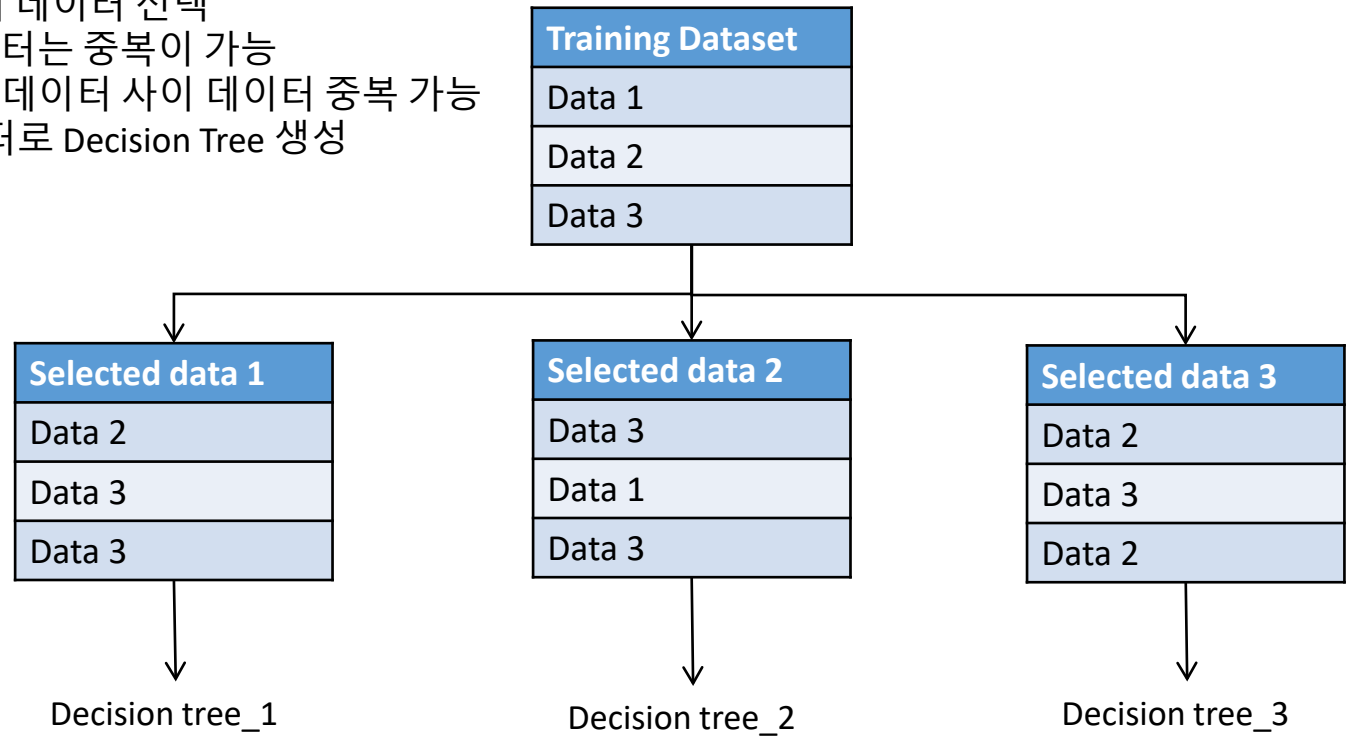 데이터 선택
터는 중복이 가능
데이터 사이 데이터 중복 가능
로 Decision Tree 생성
Training Dataset
Data 1
Data 2
Data 3
Selected data 1
Data 2
Data 3
Data 3
Selected data 2
Data 3
Data 1
Data 3
Selected data 3
Data 2
Data 3
Data 2
Decision tree_1
Decision tree_2
Decision tree_3